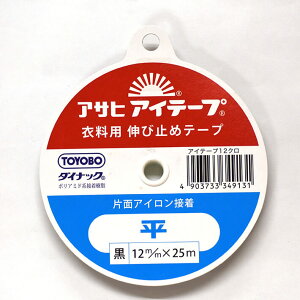 アサヒ アイテープ®
衣料用 伸び止めテープ
TOYOBO
ダイナック®
ポリアミド系接着樹脂
アイテープ12クロ
4 903733 349131
片面アイロン接着
平
黒 12m/m×25m